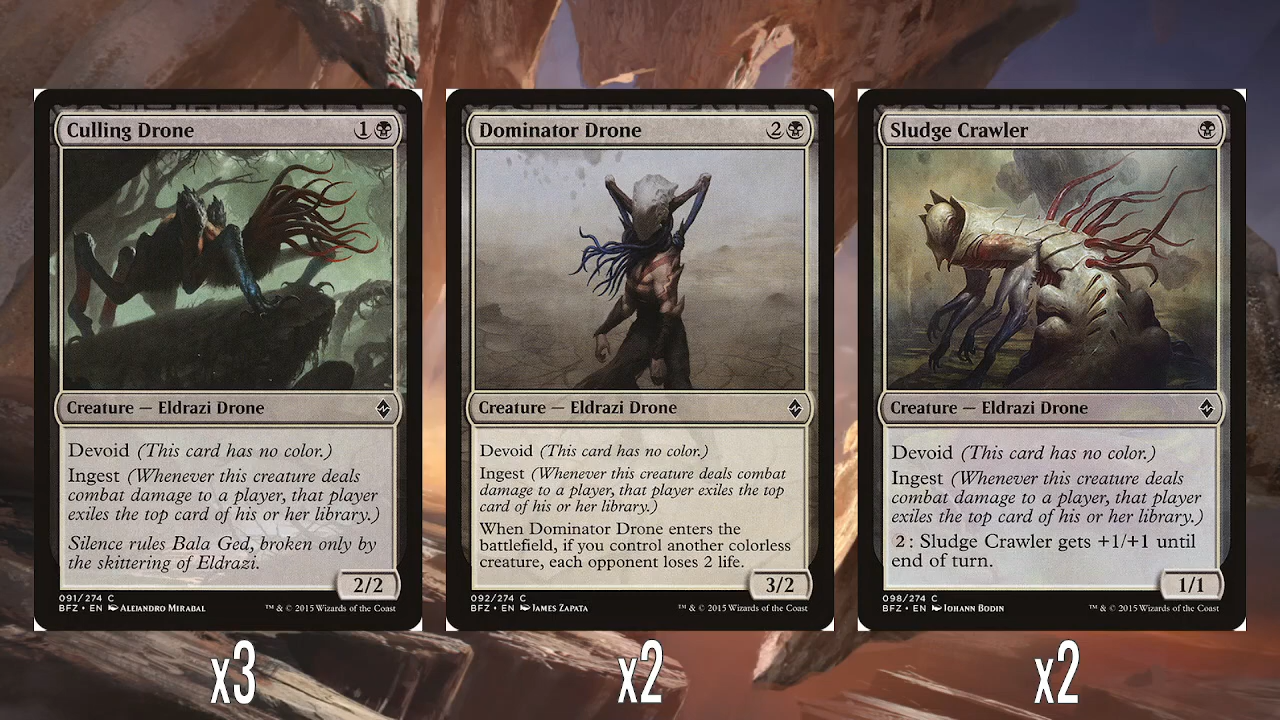 Culling Drone 1
Creature — Eldrazi Drone
Devoid (This card has no color.)
Ingest (Whenever this creature deals
combat damage to a player, that player
exiles the top card of his or her library.)
Silence rules Bala Ged, broken only by
the skittering of Eldrazi.
2/2
091/274 C
BFZ • EN Alejandro Mirabal
™ & © 2015 Wizards of the Coast
x3
Dominator Drone 2
Creature — Eldrazi Drone
Devoid (This card has no color.)
Ingest (Whenever this creature deals combat
damage to a player, that player exiles the top
card of his or her library.)
When Dominator Drone enters the
battlefield, if you control another colorless
creature, each opponent loses 2 life.
3/2
092/274 C
BFZ • EN James Zapata
™ & © 2015 Wizards of the Coast
x2
Sludge Crawler
Creature — Eldrazi Drone
Devoid (This card has no color.)
Ingest (Whenever this creature deals
combat damage to a player, that player
exiles the top card of his or her library.)
2: Sludge Crawler gets +1/+1 until
end of turn.
1/1
098/274 C
BFZ • EN Johann Bodin
™ & © 2015 Wizards of the Coast
x2